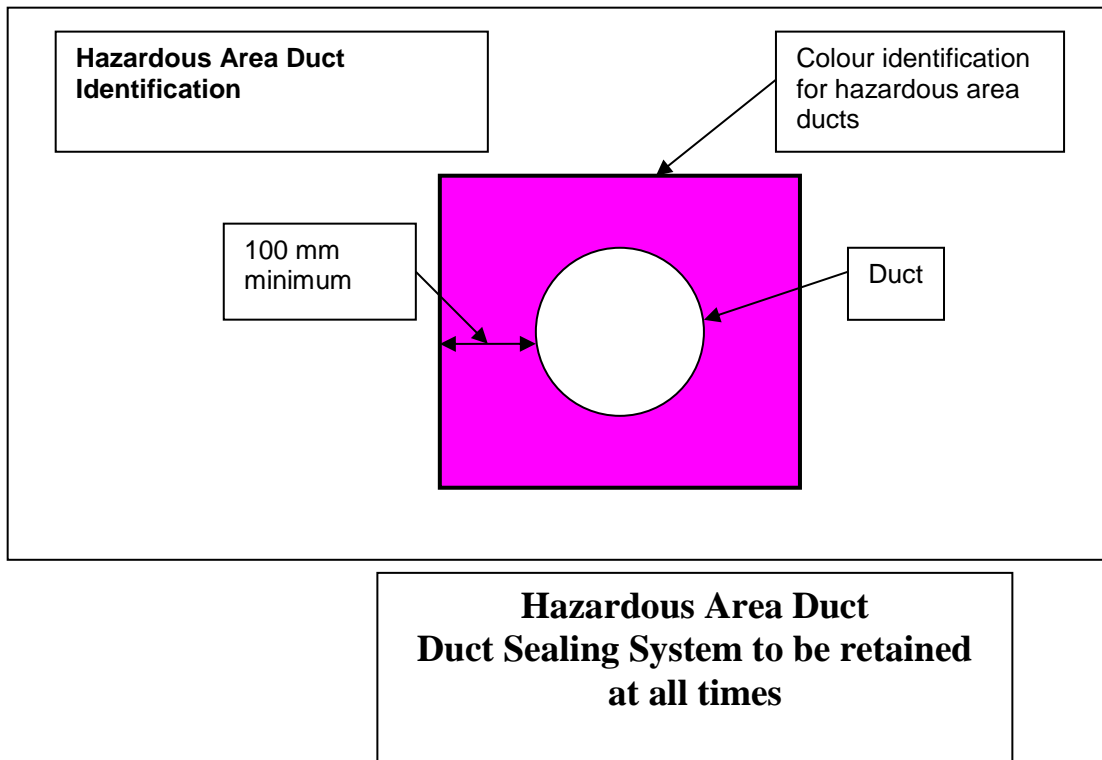 Hazardous Area Duct
Identification
Colour identification
for hazardous area
ducts
100 mm
minimum
Duct
Hazardous Area Duct
Duct Sealing System to be retained
at all times